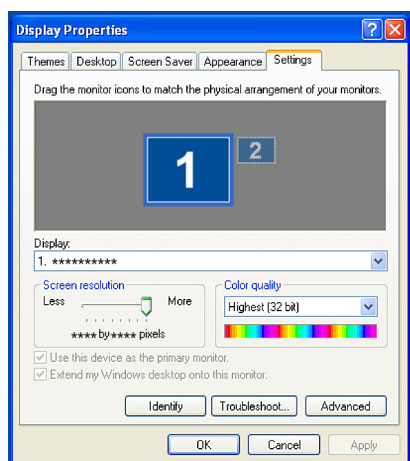 Display Properties
Themes Desktop Screen Saver Appearance Settings
Drag the monitor icons to match the physical arrangement of your monitors.
1 2
Display:
1. **********
Screen resolution
Less More
**** by **** pixels
Color quality
Highest (32 bit)
Use this device as the primary monitor.
Extend my Windows desktop onto this monitor.
Identify Troubleshoot... Advanced
OK Cancel Apply